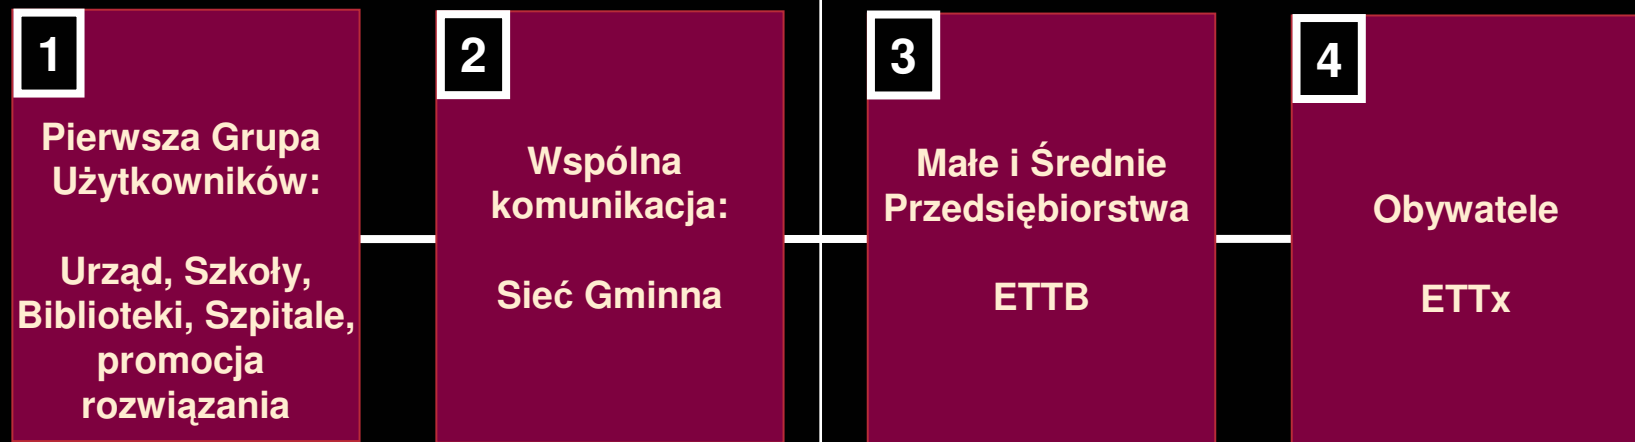 1
Pierwsza Grupa
Użytkowników:
Urząd, Szkoły,
Biblioteki, Szpitale,
promocja
rozwiązania
2
Wspólna
komunikacja:
Sieć Gminna
3
Małe i Średnie
Przedsiębiorstwa
ETTB
4
Obywatele
ETTx